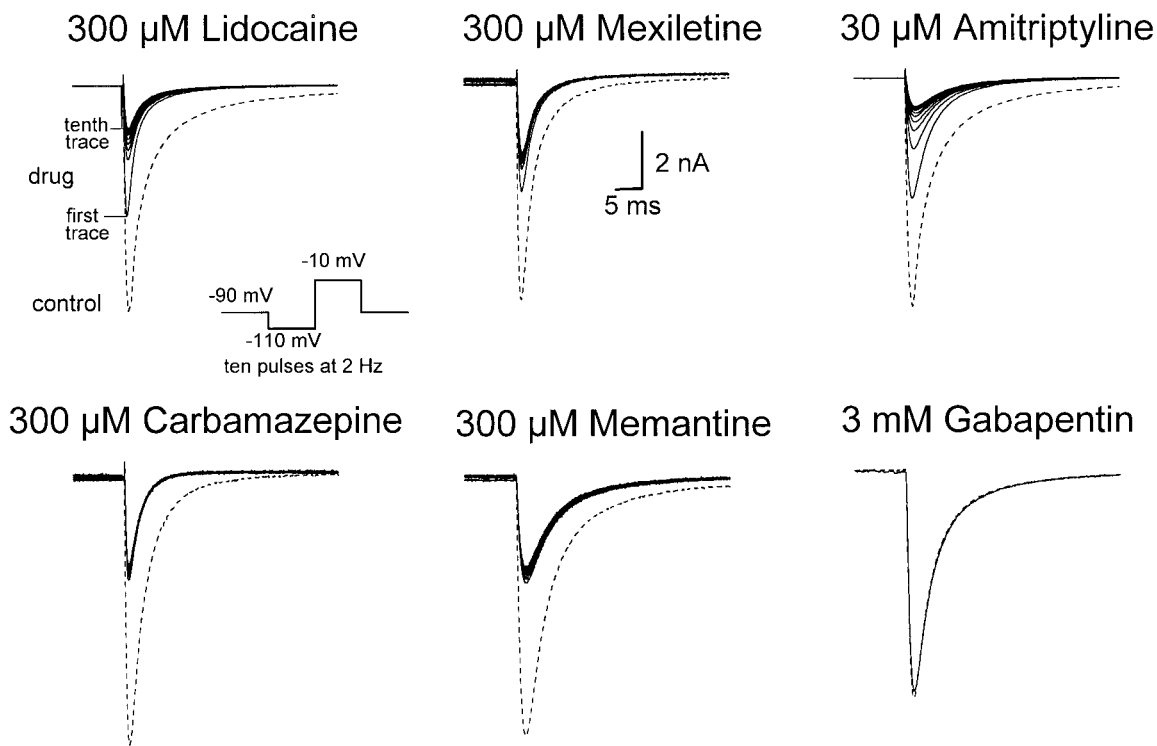 300 µM Lidocaine
300 µM Mexiletine
30 µM Amitriptyline
tenth
trace
drug
first
trace
control
2 nA
5 ms
-10 mV
-90 mV
-110 mV
ten pulses at 2 Hz
300 µM Carbamazepine
300 µM Memantine
3 mM Gabapentin